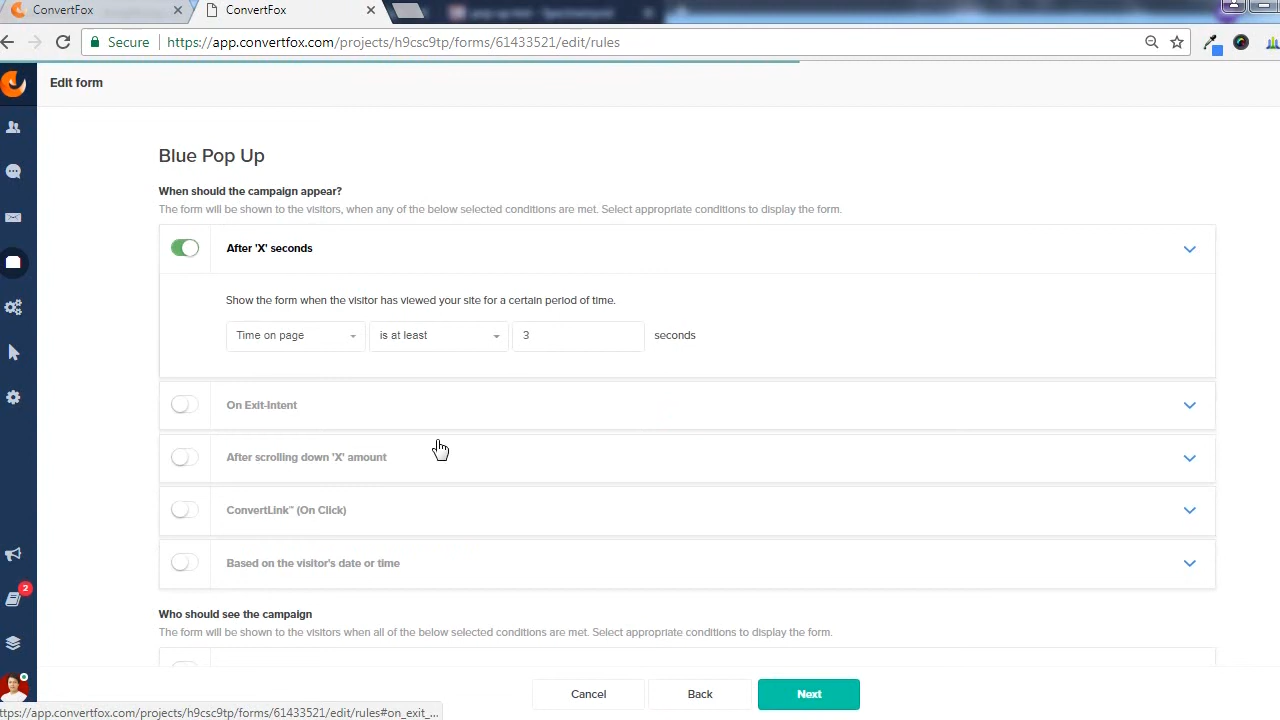 ConvertFox
ConvertFox
Secure
https://app.convertfox.com/projects/h9csc9tp/forms/61433521/edit/rules
Edit form
Blue Pop Up
When should the campaign appear?
The form will be shown to the visitors, when any of the below selected conditions are met. Select appropriate conditions to display the form.
After 'X' seconds
Show the form when the visitor has viewed your site for a certain period of time.
Time on page is at least 3 seconds
On Exit-Intent
After scrolling down 'X' amount
ConvertLink™ (On Click)
Based on the visitor's date or time
2
Who should see the campaign
The form will be shown to the visitors when all of the below selected conditions are met. Select appropriate conditions to display the form.
Cancel Back Next
ttps://app.convertfox.com/projects/h9csc9tp/forms/61433521/edit/rules#on_exit_...